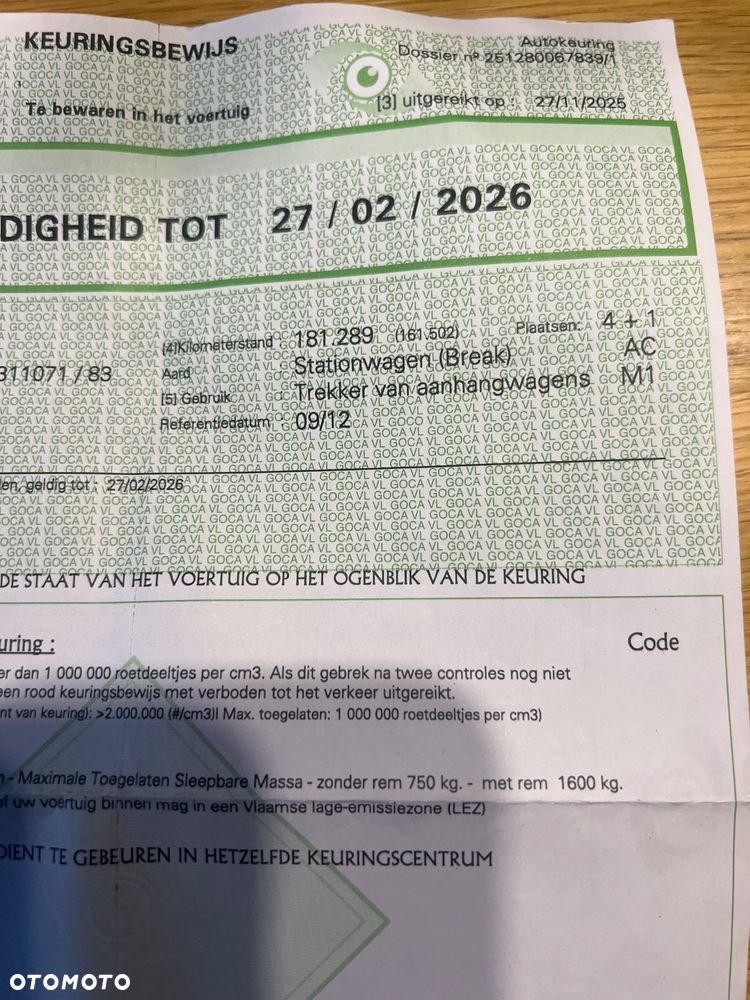 KEURINGSBEWIJS
Autokeuring
Dossier nº 251280067839/1
Te bewaren in het voertuig
[3] uitgereikt op : 27/11/2025
DIGHEID TOT 27 / 02 / 2026
[4]Kilometerstand : 181.289 (161.502) Plaatsen: 4 + 1
311071 / 83 Aard : Stationwagen (Break) AC
[5] Gebruik : Trekker van aanhangwagens M1
Referentiedatum : 09/12
en, geldig tot : 27/02/2026
DE STAAT VAN HET VOERTUIG OP HET OGENBLIK VAN DE KEURING
uring : Code
er dan 1 000 000 roetdeeltjes per cm3. Als dit gebrek na twee controles nog niet
een rood keuringsbewijs met verboden tot het verkeer uitgereikt.
nt van keuring): >2.000.000 (#/cm3)l Max. toegelaten: 1 000 000 roetdeeltjes per cm3)
n - Maximale Toegelaten Sleepbare Massa - zonder rem 750 kg. - met rem 1600 kg.
of uw voertuig binnen mag in een Vlaamse lage-emissiezone (LEZ)
DIENT TE GEBEUREN IN HETZELFDE KEURINGSCENTRUM
OTOMOTO